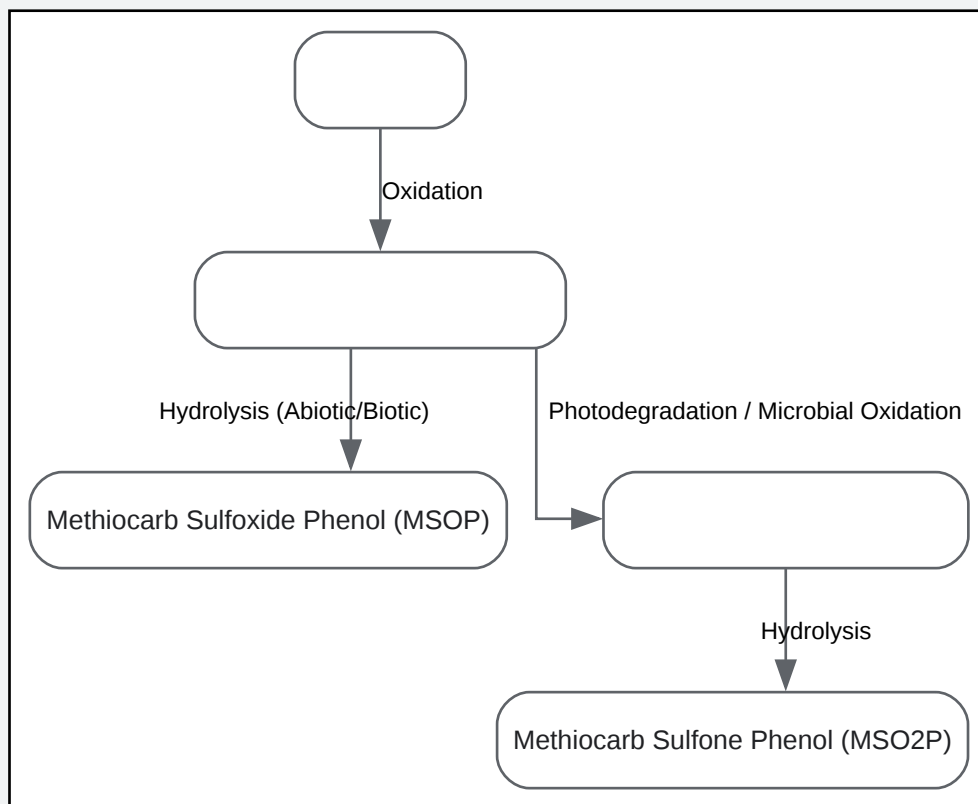 Oxidation
Hydrolysis (Abiotic/Biotic)
Photodegradation / Microbial Oxidation
Methiocarb Sulfoxide Phenol (MSOP)
Hydrolysis
Methiocarb Sulfone Phenol (MSO2P)